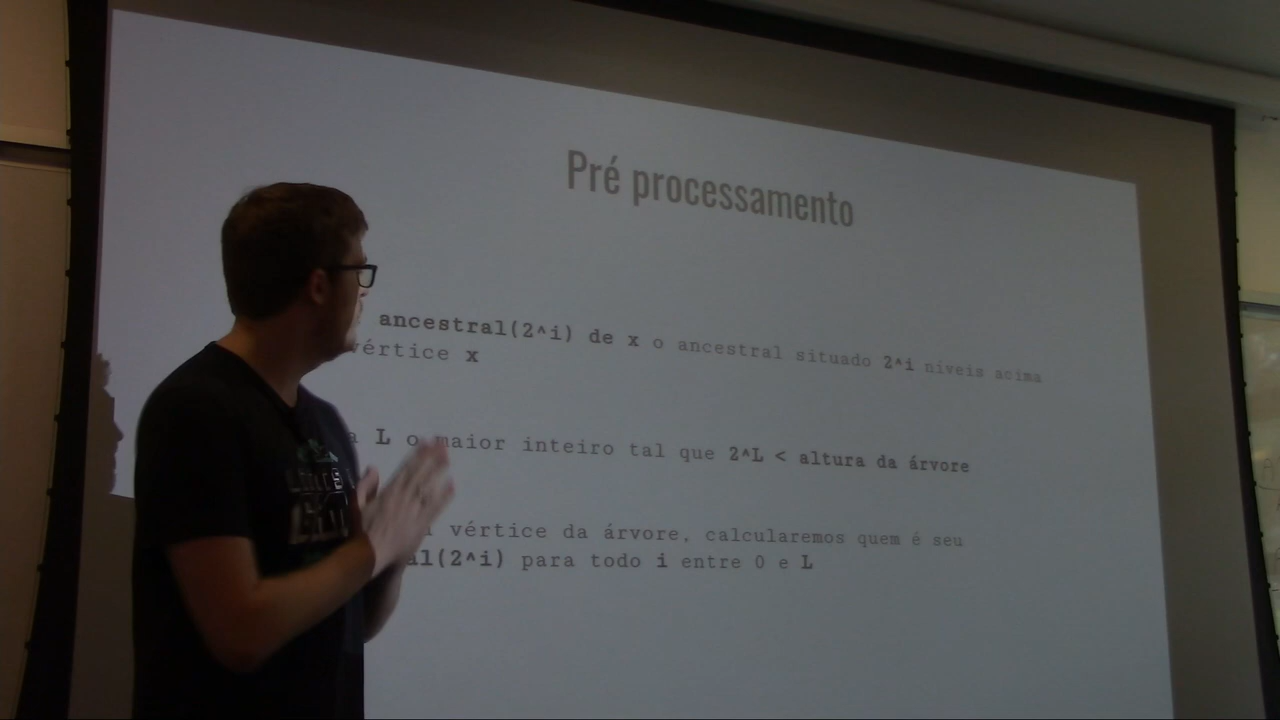 Pré processamento
ancestral(2^i) de x o ancestral situado 2^i níveis acima
vértice x
L o maior inteiro tal que 2^L < altura da árvore
vértice da árvore, calcularemos quem é seu
al(2^i) para todo i entre 0 e L